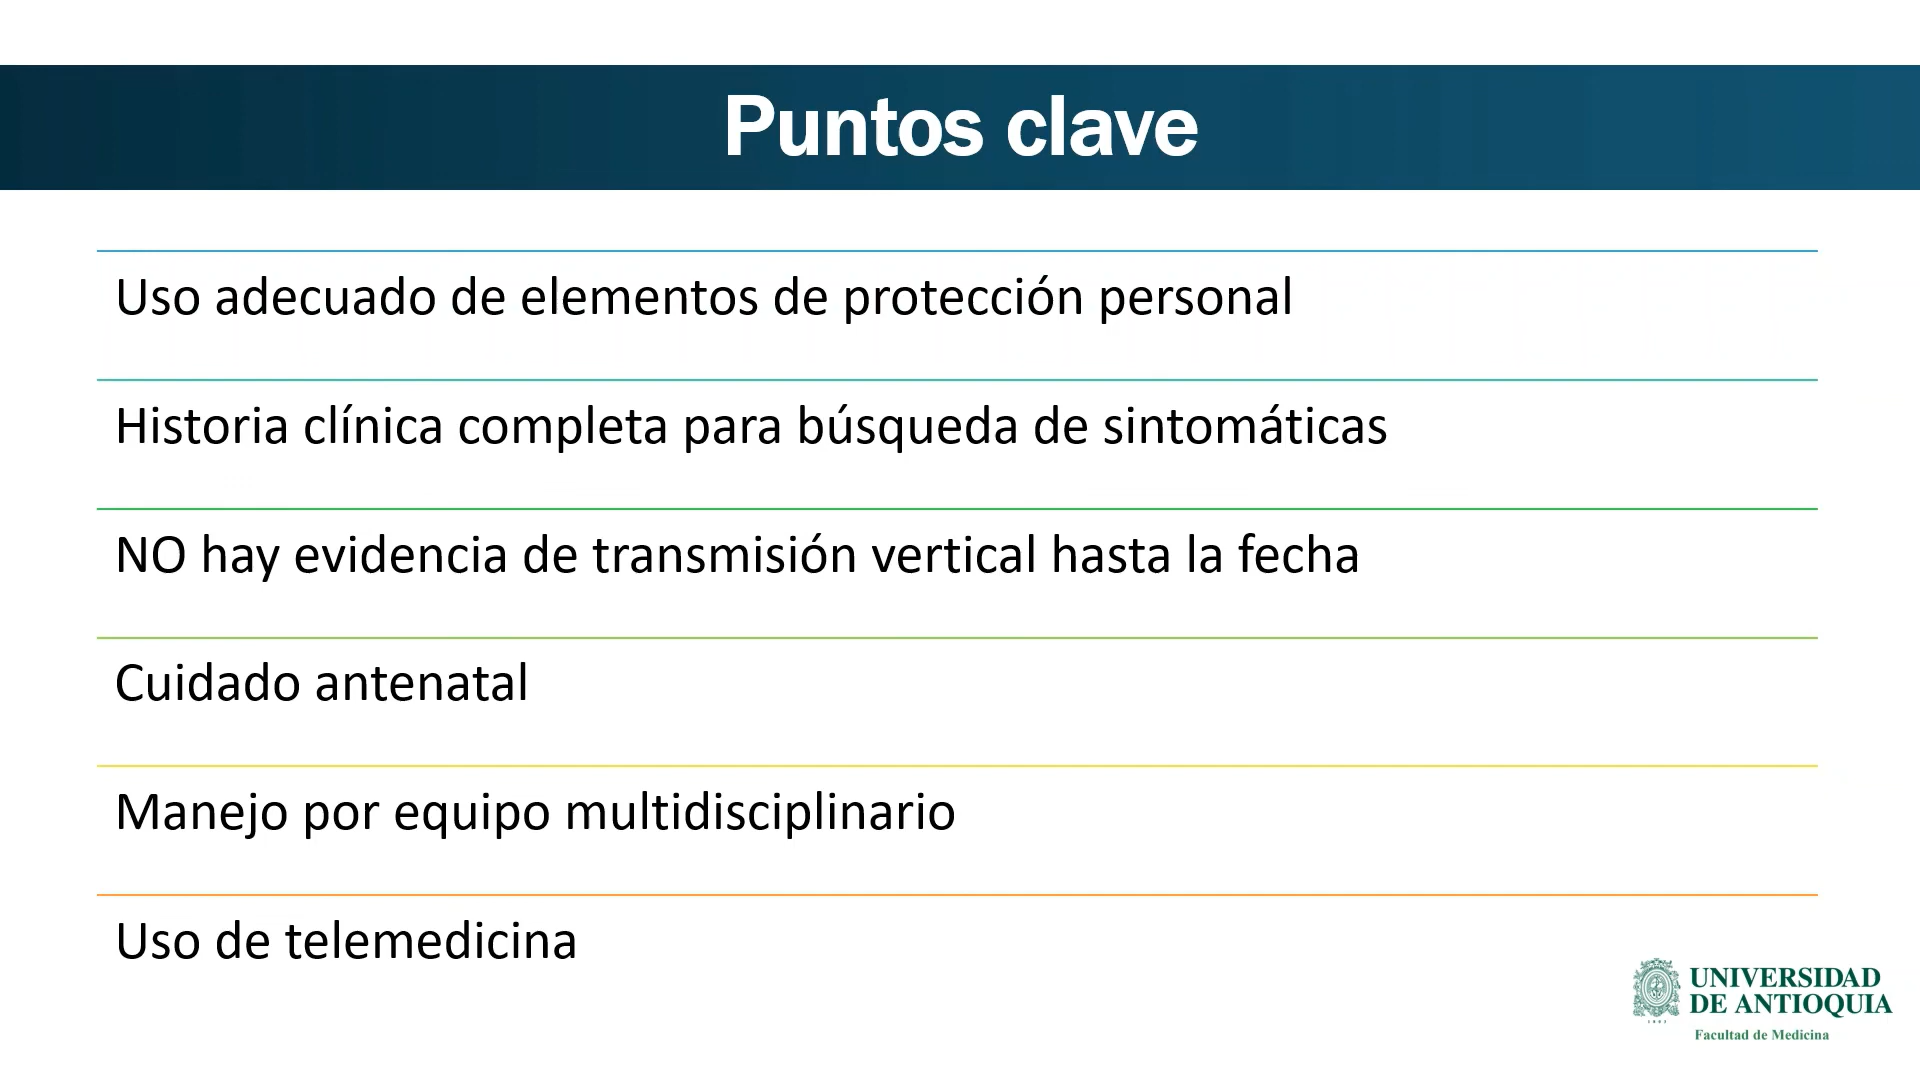 Puntos clave
Uso adecuado de elementos de protección personal
Historia clínica completa para búsqueda de sintomáticas
NO hay evidencia de transmisión vertical hasta la fecha
Cuidado antenatal
Manejo por equipo multidisciplinario
Uso de telemedicina
UNIVERSIDAD
DE ANTIOQUIA
1803
Facultad de Medicina